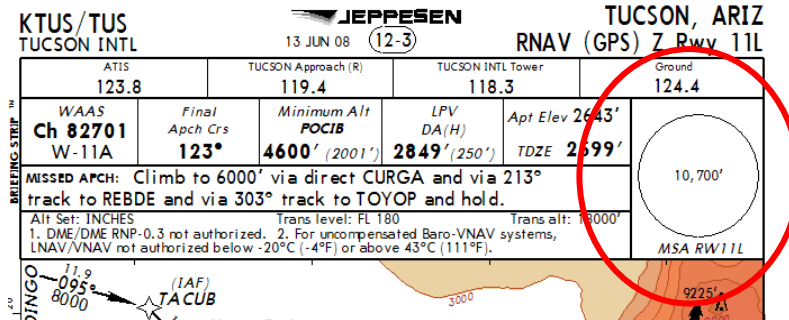 KTUS/TUS
TUCSON INTL
JEPPESEN
13 JUN 08 12-3
TUCSON, ARIZ
RNAV (GPS) Z Rwy 11L
ATIS
123.8
TUCSON Approach (R)
119.4
TUCSON INTL Tower
118.3
Ground
124.4
BRIEFING STRIP ™
WAAS
Ch 82701
W-11A
Final
Apch Crs
123°
Minimum Alt
POCIB
4600' (2001')
LPV
DA(H)
2849' (250')
Apt Elev 2643'
TDZE 2599'
MISSED APCH: Climb to 6000' via direct CURGA and via 213°
track to REBDE and via 303° track to TOYOP and hold.
Alt Set: INCHES Trans level: FL 180 Trans alt: 18000'
1. DME/DME RNP-0.3 not authorized. 2. For uncompensated Baro-VNAV systems,
LNAV/VNAV not authorized below -20°C (-4°F) or above 43°C (111°F).
10,700'
MSA RW11L
DINGO
11.9
095°
8000
(IAF)
TACUB
3000
9225'